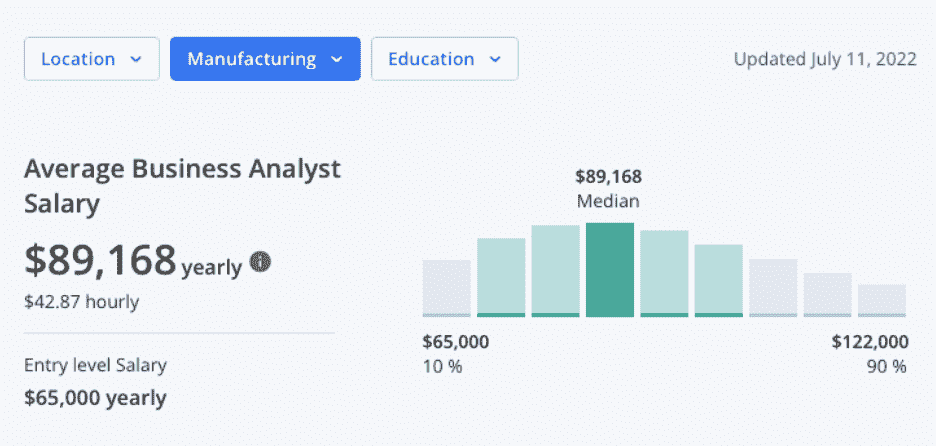 Location
Manufacturing
Education
Updated July 11, 2022
Average Business Analyst
Salary
$89,168 yearly
$42.87 hourly
Entry level Salary
$65,000 yearly
$89,168
Median
$65,000
10 %
$122,000
90 %